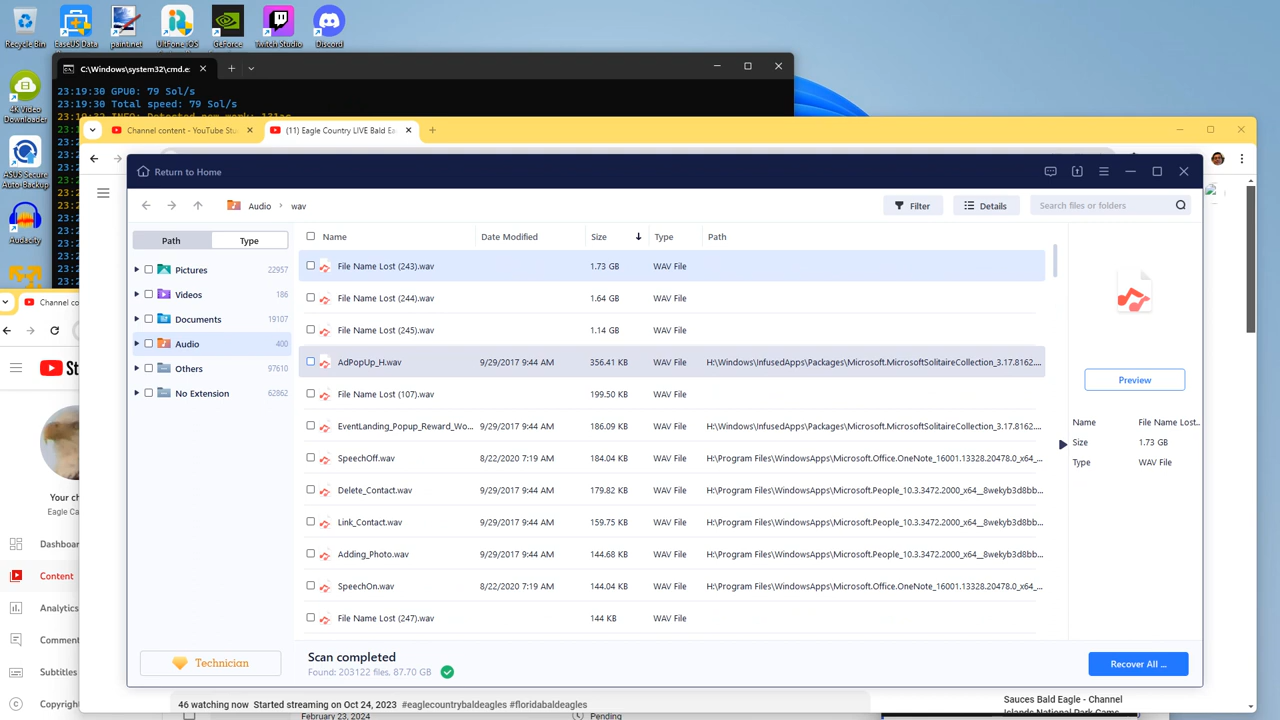 Recycle Bin
EaseUS Data
paint.net
UltFone iOS
GeForce
Twitch Studio
Discord
4K Video
Downloader
ASUS Secure
Auto Backup
Audacity
C:\Windows\system32\cmd.e:
23:19:30 GPU0: 79 Sol/s
23:19:30 Total speed: 79 Sol/s
Channel content - YouTube Stu
(11) Eagle Country LIVE Bald Ea
Return to Home
Audio
wav
Filter
Details
Search files or folders
Path
Type
Name
Date Modified
Size
Type
Path
Pictures 22957
Videos 186
Documents 19107
Audio 400
Others 97610
No Extension 62862
File Name Lost (243).wav 1.73 GB WAV File
File Name Lost (244).wav 1.64 GB WAV File
File Name Lost (245).wav 1.14 GB WAV File
AdPopUp_H.wav 9/29/2017 9:44 AM 356.41 KB WAV File H:\Windows\InfusedApps\Packages\Microsoft.MicrosoftSolitaireCollection_3.17.8162....
File Name Lost (107).wav 199.50 KB WAV File
EventLanding_Popup_Reward_Wo... 9/29/2017 9:44 AM 186.09 KB WAV File H:\Windows\InfusedApps\Packages\Microsoft.MicrosoftSolitaireCollection_3.17.8162....
SpeechOff.wav 8/22/2020 7:19 AM 184.04 KB WAV File H:\Program Files\WindowsApps\Microsoft.Office.OneNote_16001.13328.20478.0_x64_...
Delete_Contact.wav 9/29/2017 9:44 AM 179.82 KB WAV File H:\Program Files\WindowsApps\Microsoft.People_10.3.3472.2000_x64__8wekyb3d8bb...
Link_Contact.wav 9/29/2017 9:44 AM 159.75 KB WAV File H:\Program Files\WindowsApps\Microsoft.People_10.3.3472.2000_x64__8wekyb3d8bb...
Adding_Photo.wav 9/29/2017 9:44 AM 144.68 KB WAV File H:\Program Files\WindowsApps\Microsoft.People_10.3.3472.2000_x64__8wekyb3d8bb...
SpeechOn.wav 8/22/2020 7:19 AM 144.04 KB WAV File H:\Program Files\WindowsApps\Microsoft.Office.OneNote_16001.13328.20478.0_x64_...
File Name Lost (247).wav 144 KB WAV File
Preview
Name File Name Lost..
Size 1.73 GB
Type WAV File
Technician
Scan completed
Found: 203122 files, 87.70 GB
Recover All ...
Channel co
St
Your ch
Eagle Ca
Dashboar
Content
Analytics
Comment
Subtitles
Copyrigh
46 watching now Started streaming on Oct 24, 2023 #eaglecountrybaldeagles #floridabaldeagles
February 23, 2024
Pending
Sauces Bald Eagle - Channel
Islands National Park Cams